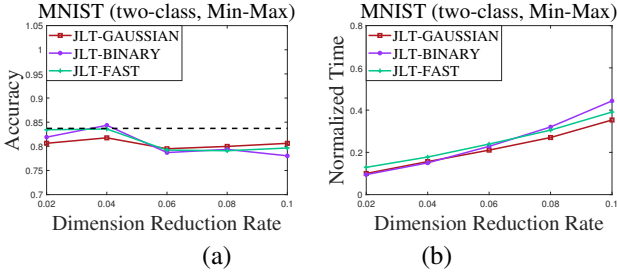 MNIST (two-class, Min-Max)
JLT-GAUSSIAN
JLT-BINARY
JLT-FAST
Accuracy
1.05
1
0.95
0.9
0.85
0.8
0.75
0.7
0.02 0.04 0.06 0.08 0.1
Dimension Reduction Rate
(a)
MNIST (two-class, Min-Max)
JLT-GAUSSIAN
JLT-BINARY
JLT-FAST
Normalized Time
0.8
0.6
0.4
0.2
0
0.02 0.04 0.06 0.08 0.1
Dimension Reduction Rate
(b)